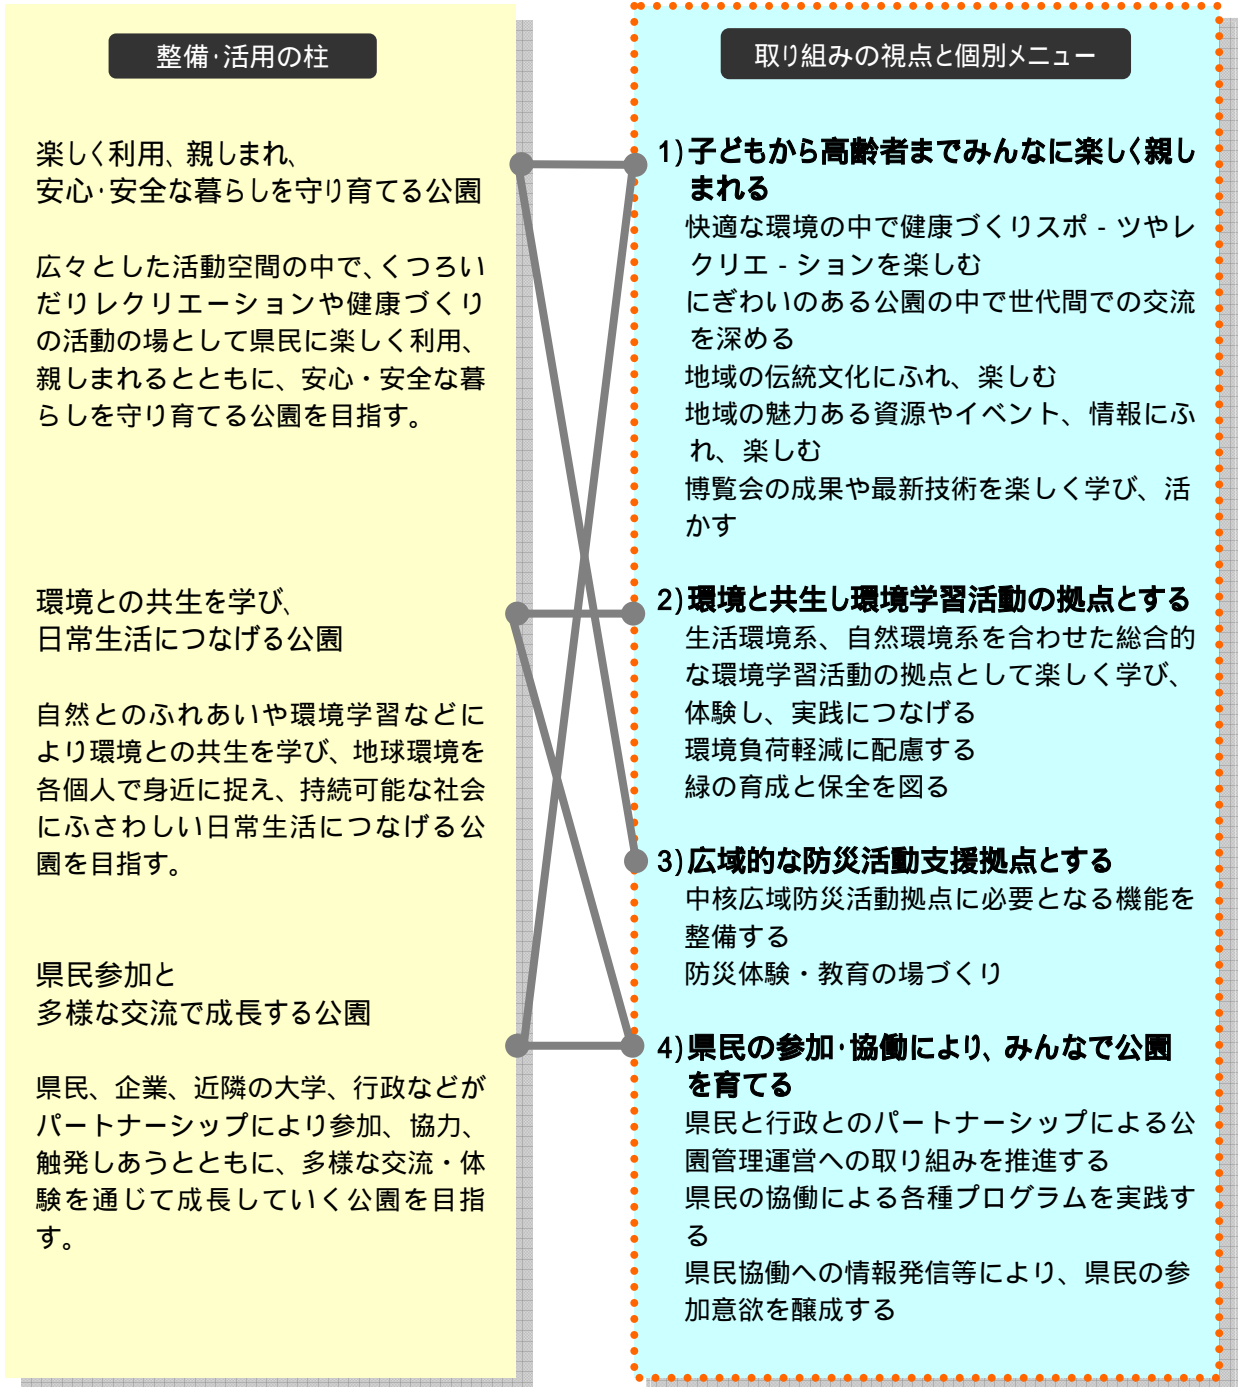 整備・活用の柱
楽しく利用、親しまれ、
安心・安全な暮らしを守り育てる公園
広々とした活動空間の中で、くつろい
だりレクリエーションや健康づくり
の活動の場として県民に楽しく利用、
親しまれるとともに、安心・安全な暮
らしを守り育てる公園を目指す。
環境との共生を学び、
日常生活につなげる公園
自然とのふれあいや環境学習などに
より環境との共生を学び、地球環境を
各個人で身近に捉え、持続可能な社会
にふさわしい日常生活につなげる公
園を目指す。
県民参加と
多様な交流で成長する公園
県民、企業、近隣の大学、行政などが
パートナーシップにより参加、協力、
触発しあうとともに、多様な交流・体
験を通じて成長していく公園を目指
す。
取り組みの視点と個別メニュー
1)子どもから高齢者までみんなに楽しく親し
まれる
快適な環境の中で健康づくりスポ-ツやレ
クリエ-ションを楽しむ
にぎわいのある公園の中で世代間での交流
を深める
地域の伝統文化にふれ、楽しむ
地域の魅力ある資源やイベント、情報にふ
れ、楽しむ
博覧会の成果や最新技術を楽しく学び、活
かす
2)環境と共生し環境学習活動の拠点とする
生活環境系、自然環境系を合わせた総合的
な環境学習活動の拠点として楽しく学び、
体験し、実践につなげる
環境負荷軽減に配慮する
緑の育成と保全を図る
3)広域的な防災活動支援拠点とする
中核広域防災活動拠点に必要となる機能を
整備する
防災体験・教育の場づくり
4)県民の参加・協働により、みんなで公園
を育てる
県民と行政とのパートナーシップによる公
園管理運営への取り組みを推進する
県民の協働による各種プログラムを実践す
る
県民協働への情報発信等により、県民の参
加意欲を醸成する